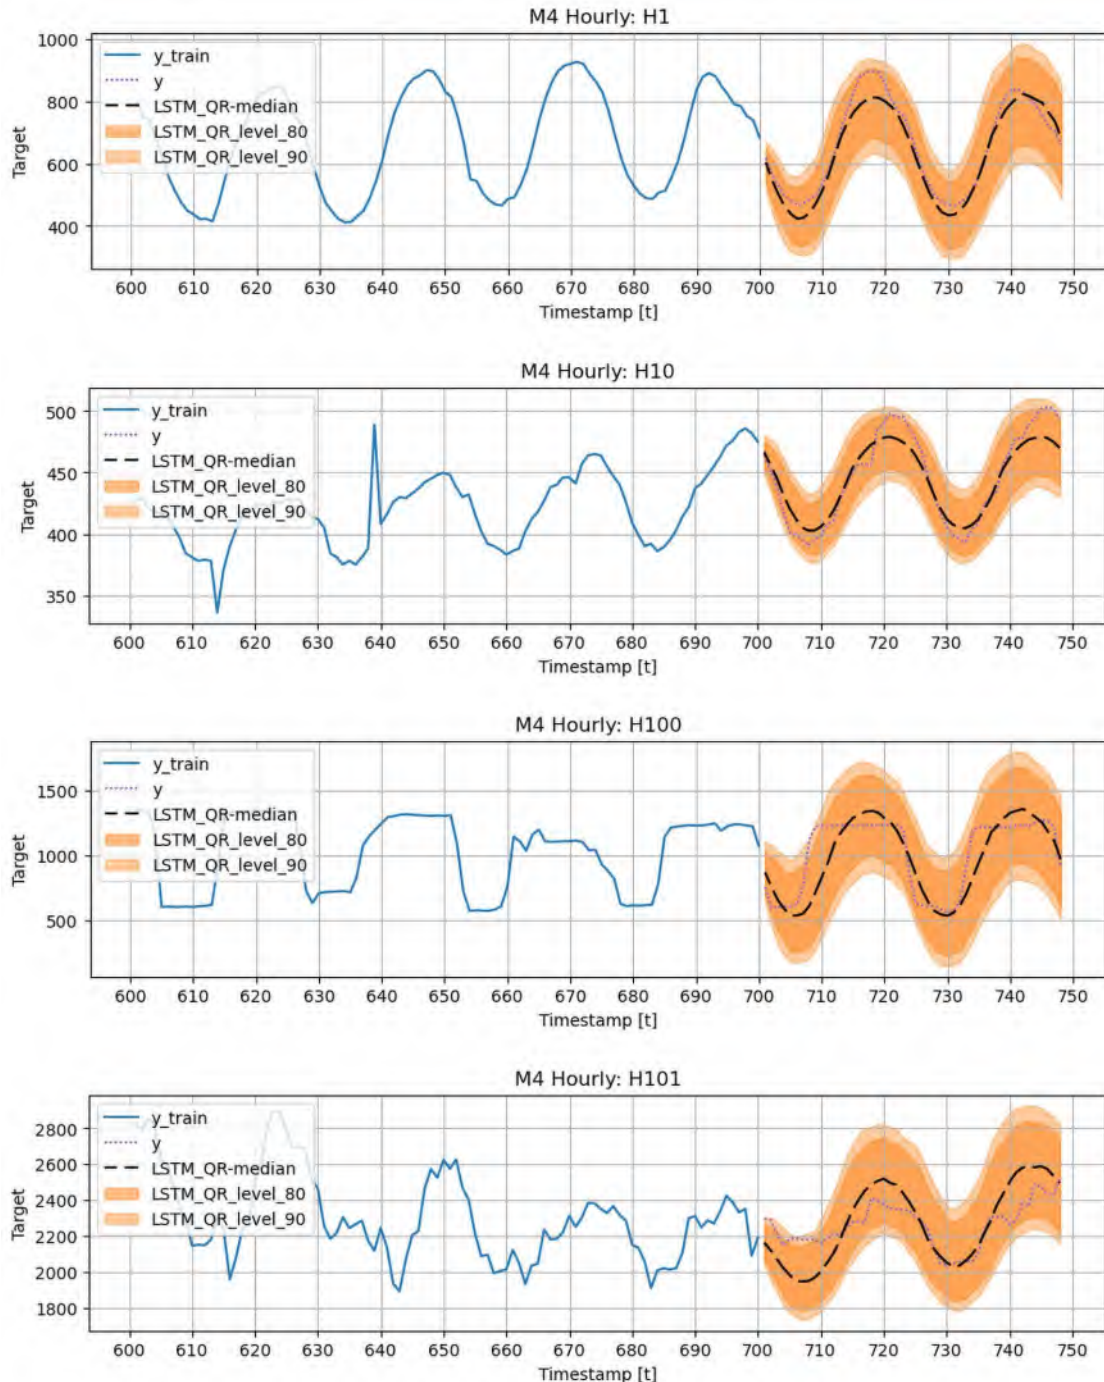 M4 Hourly: H1
1000
800
600
400
Target
y_train
y
LSTM_QR-median
LSTM_QR_level_80
LSTM_QR_level_90
600 610 620 630 640 650 660 670 680 690 700 710 720 730 740 750
Timestamp [t]
M4 Hourly: H10
500
450
400
350
Target
y_train
y
LSTM_QR-median
LSTM_QR_level_80
LSTM_QR_level_90
600 610 620 630 640 650 660 670 680 690 700 710 720 730 740 750
Timestamp [t]
M4 Hourly: H100
1500
1000
500
Target
y_train
y
LSTM_QR-median
LSTM_QR_level_80
LSTM_QR_level_90
600 610 620 630 640 650 660 670 680 690 700 710 720 730 740 750
Timestamp [t]
M4 Hourly: H101
2800
2600
2400
2200
2000
1800
Target
y_train
y
LSTM_QR-median
LSTM_QR_level_80
LSTM_QR_level_90
600 610 620 630 640 650 660 670 680 690 700 710 720 730 740 750
Timestamp [t]